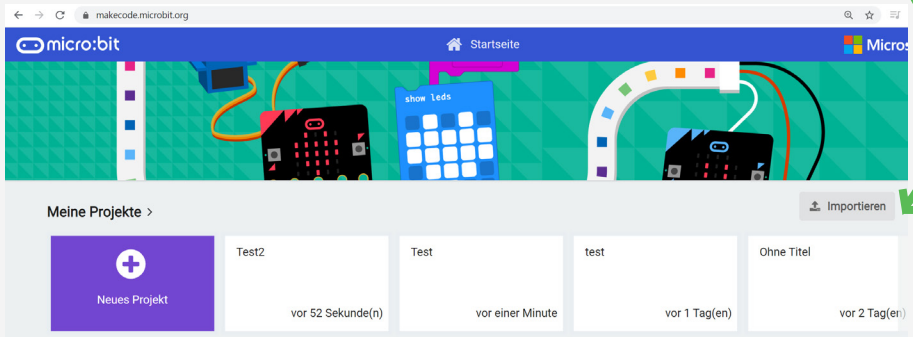 makecode.microbit.org
micro:bit
Startseite
Micros
show leds
Meine Projekte >
Importieren
Neues Projekt
Test2
vor 52 Sekunde(n)
Test
vor einer Minute
test
vor 1 Tag(en)
Ohne Titel
vor 2 Tag(en)